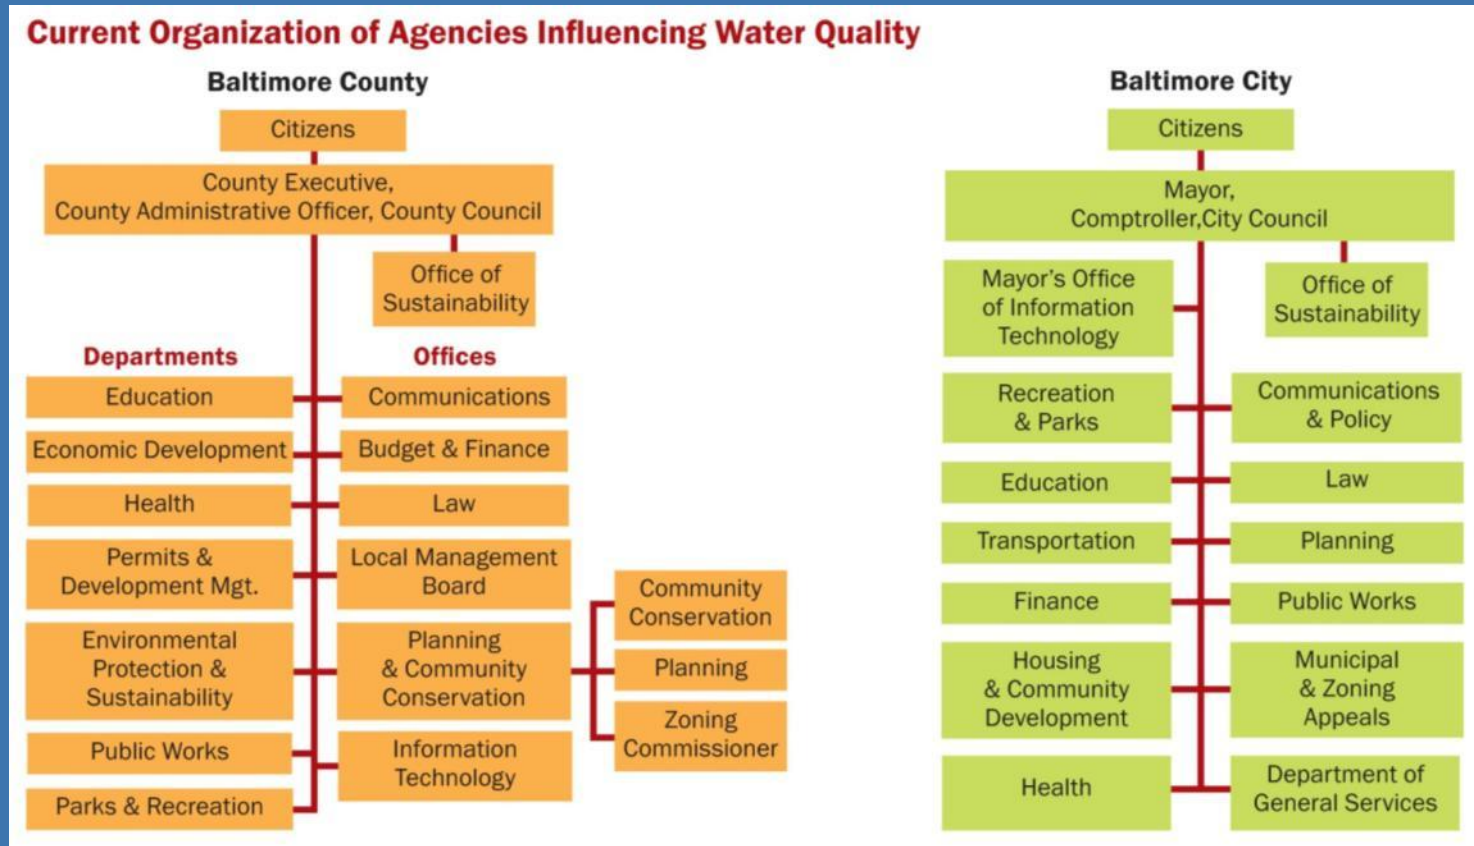 Current Organization of Agencies Influencing Water Quality
Baltimore County
Citizens
County Executive,
County Administrative Officer, County Council
Office of
Sustainability
Departments
Education
Economic Development
Health
Permits &
Development Mgt.
Environmental
Protection &
Sustainability
Public Works
Parks & Recreation
Offices
Communications
Budget & Finance
Law
Local Management
Board
Planning
& Community
Conservation
Information
Technology
Community
Conservation
Planning
Zoning
Commissioner
Baltimore City
Citizens
Mayor,
Comptroller,City Council
Mayor's Office
of Information
Technology
Office of
Sustainability
Recreation
& Parks
Education
Transportation
Finance
Housing
& Community
Development
Health
Communications
& Policy
Law
Planning
Public Works
Municipal
& Zoning
Appeals
Department of
General Services